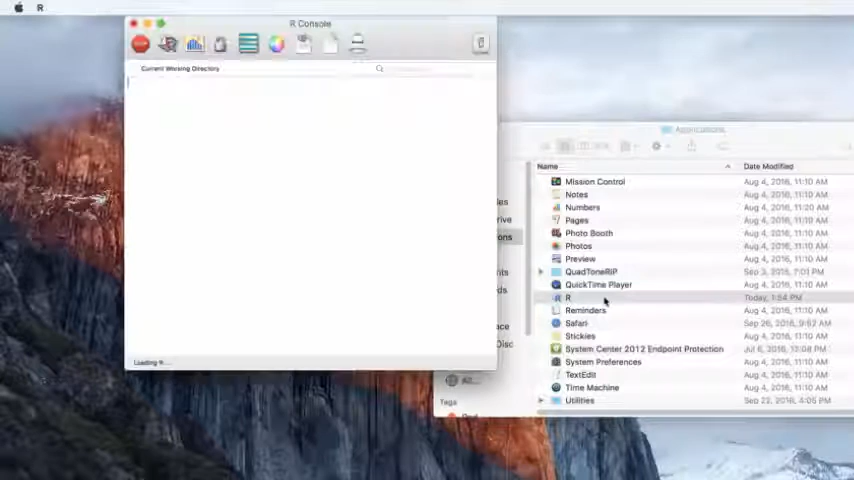 R
R Console
Current Working Directory
Applications
Name
Date Modified
Mission Control
Aug 4, 2016, 11:10 AM
Notes
Aug 4, 2016, 11:10 AM
Numbers
Aug 4, 2016, 11:20 AM
Pages
Aug 4, 2016, 11:19 AM
Photo Booth
Aug 4, 2016, 11:10 AM
Photos
Aug 4, 2016, 11:10 AM
Preview
Aug 4, 2016, 11:10 AM
QuadToneRIP
Sep 3, 2016, 7:01 PM
QuickTime Player
Aug 4, 2016, 11:10 AM
R
Today, 1:54 PM
Reminders
Aug 4, 2016, 11:10 AM
Safari
Sep 26, 2016, 9:52 AM
Stickies
Aug 4, 2016, 11:10 AM
System Center 2012 Endpoint Protection
Jul 6, 2016, 13:08 PM
System Preferences
Aug 4, 2016, 11:10 AM
TextEdit
Aug 4, 2016, 11:10 AM
Time Machine
Aug 4, 2016, 11:10 AM
Utilities
Sep 22, 2016, 4:05 PM
All...
Tags
Loading R...